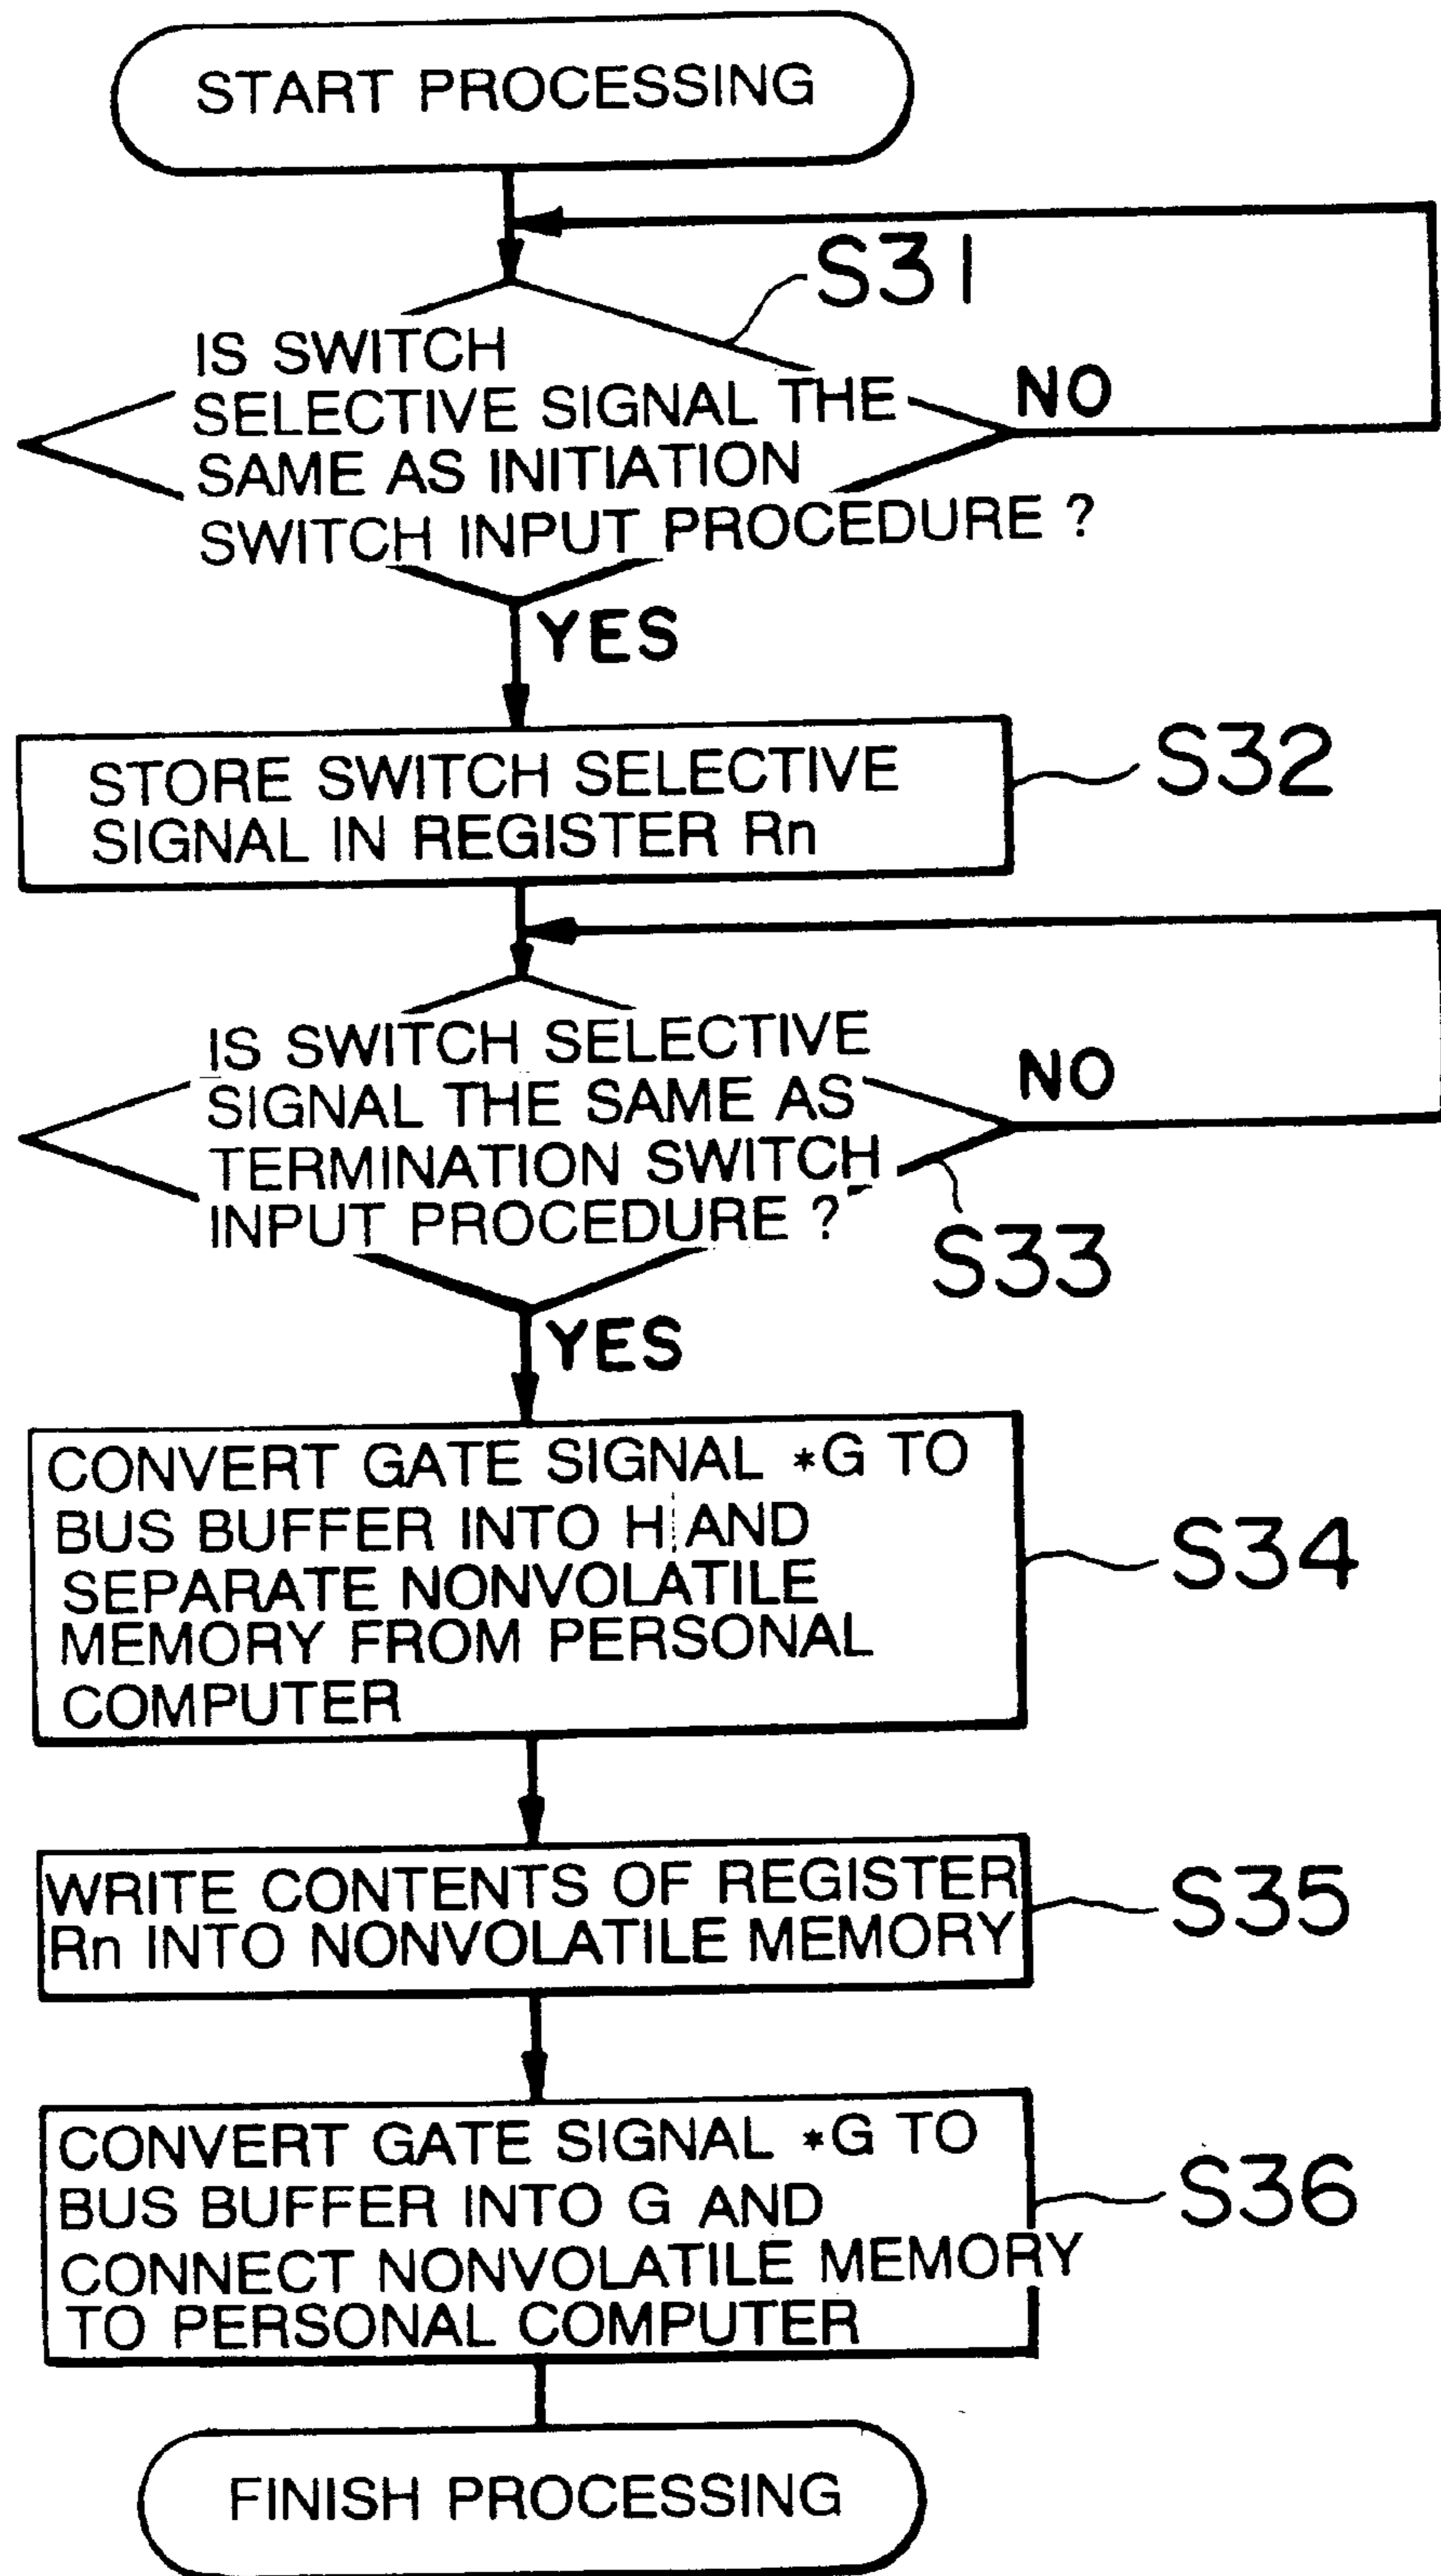 START PROCESSING
S31
IS SWITCH
SELECTIVE SIGNAL THE
SAME AS INITIATION
SWITCH INPUT PROCEDURE ?
NO
YES
STORE SWITCH SELECTIVE
SIGNAL IN REGISTER Rn
S32
IS SWITCH SELECTIVE
SIGNAL THE SAME AS
TERMINATION SWITCH
INPUT PROCEDURE ?
NO
S33
YES
CONVERT GATE SIGNAL *G TO
BUS BUFFER INTO H AND
SEPARATE NONVOLATILE
MEMORY FROM PERSONAL
COMPUTER
S34
WRITE CONTENTS OF REGISTER
Rn INTO NONVOLATILE MEMORY
S35
CONVERT GATE SIGNAL *G TO
BUS BUFFER INTO G AND
CONNECT NONVOLATILE MEMORY
TO PERSONAL COMPUTER
S36
FINISH PROCESSING